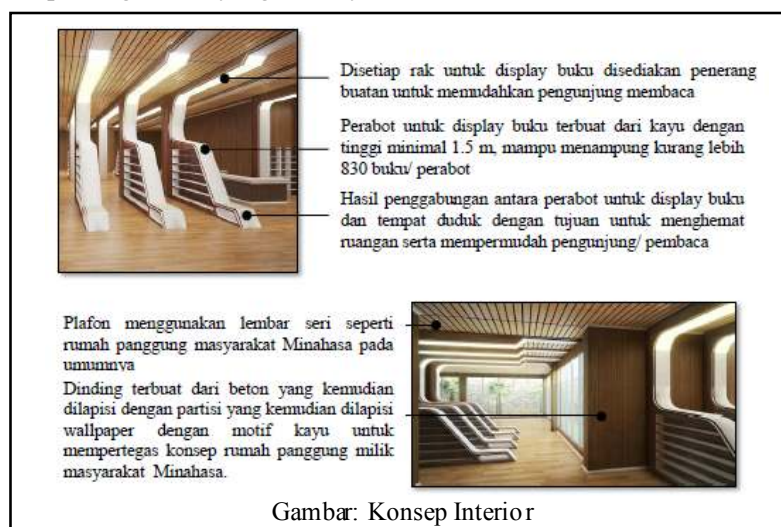 Disetiap rak untuk display buku disediakan penerang
buatan untuk memudahkan pengunjung membaca
Perabot untuk display buku terbuat dari kayu dengan
tinggi minimal 1.5 m, mampu menampung kurang lebih
830 buku/ perabot
Hasil penggabungan antara perabot untuk display buku
dan tempat duduk dengan tujuan untuk menghemat
ruangan serta mempermudah pengunjung/ pembaca
Plafon menggunakan lembar seri seperti
rumah panggung masyarakat Minahasa pada
umumnya
Dinding terbuat dari beton yang kemudian
dilapisi dengan partisi yang kemudian dilapisi
wallpaper dengan motif kayu untuk
mempertegas konsep rumah panggung milik
masyarakat Minahasa.
Gambar: Konsep Interior